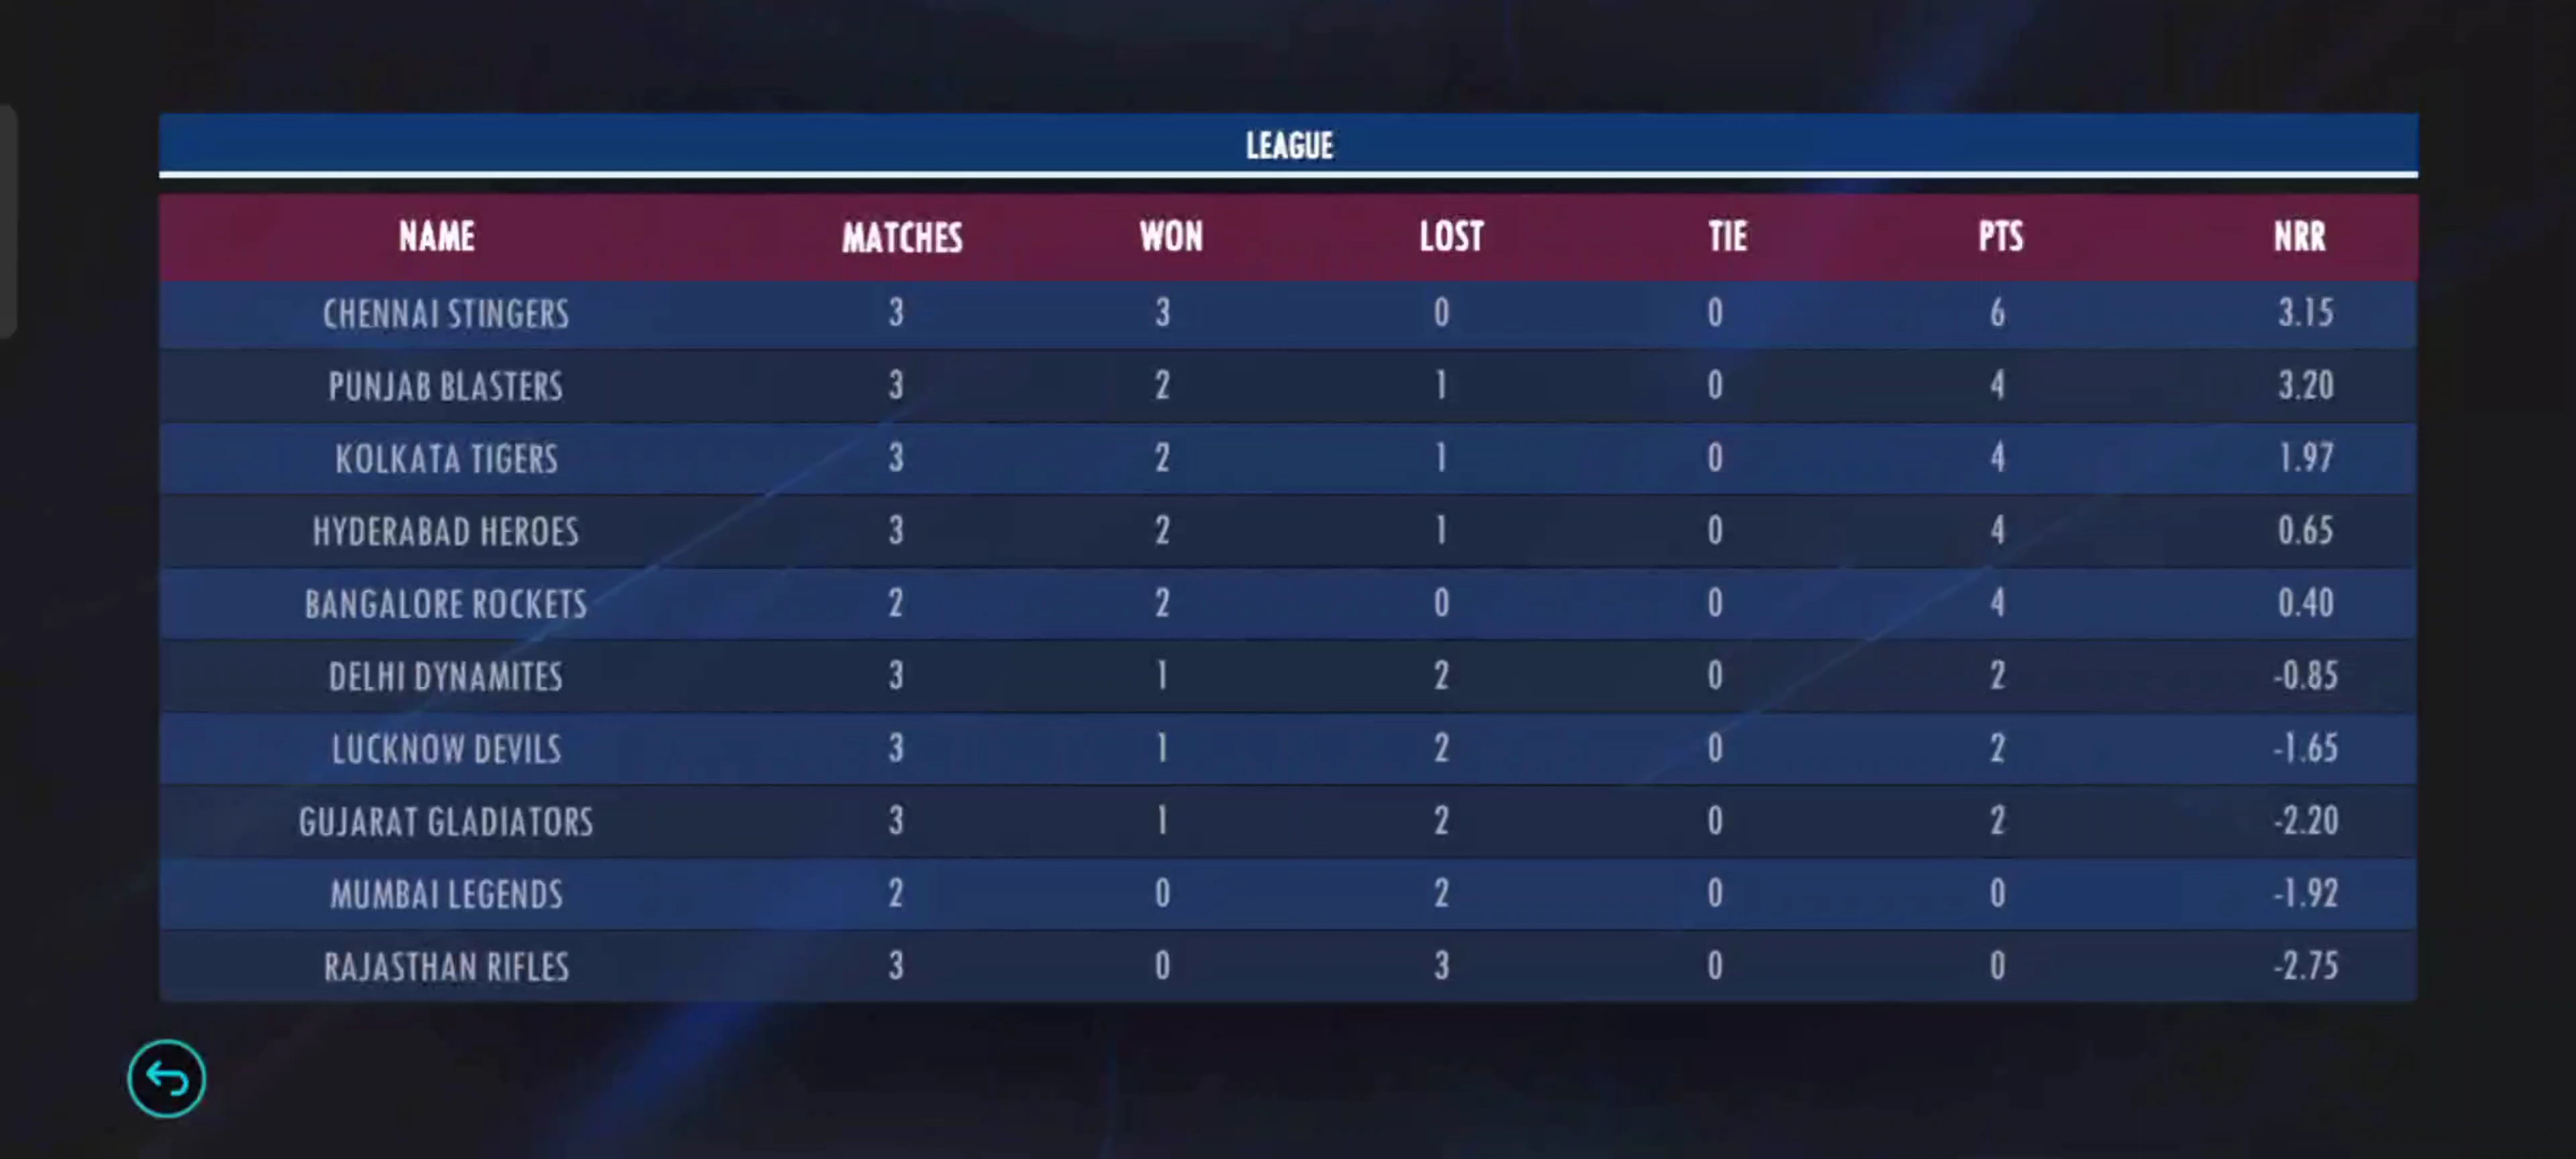 LEAGUE
NAME MATCHES WON LOST TIE PTS NRR
CHENNAI STINGERS 3 3 0 0 6 3.15
PUNJAB BLASTERS 3 2 1 0 4 3.20
KOLKATA TIGERS 3 2 1 0 4 1.97
HYDERABAD HEROES 3 2 1 0 4 0.65
BANGALORE ROCKETS 2 2 0 0 4 0.40
DELHI DYNAMITES 3 1 2 0 2 -0.85
LUCKNOW DEVILS 3 1 2 0 2 -1.65
GUJARAT GLADIATORS 3 1 2 0 2 -2.20
MUMBAI LEGENDS 2 0 2 0 0 -1.92
RAJASTHAN RIFLES 3 0 3 0 0 -2.75